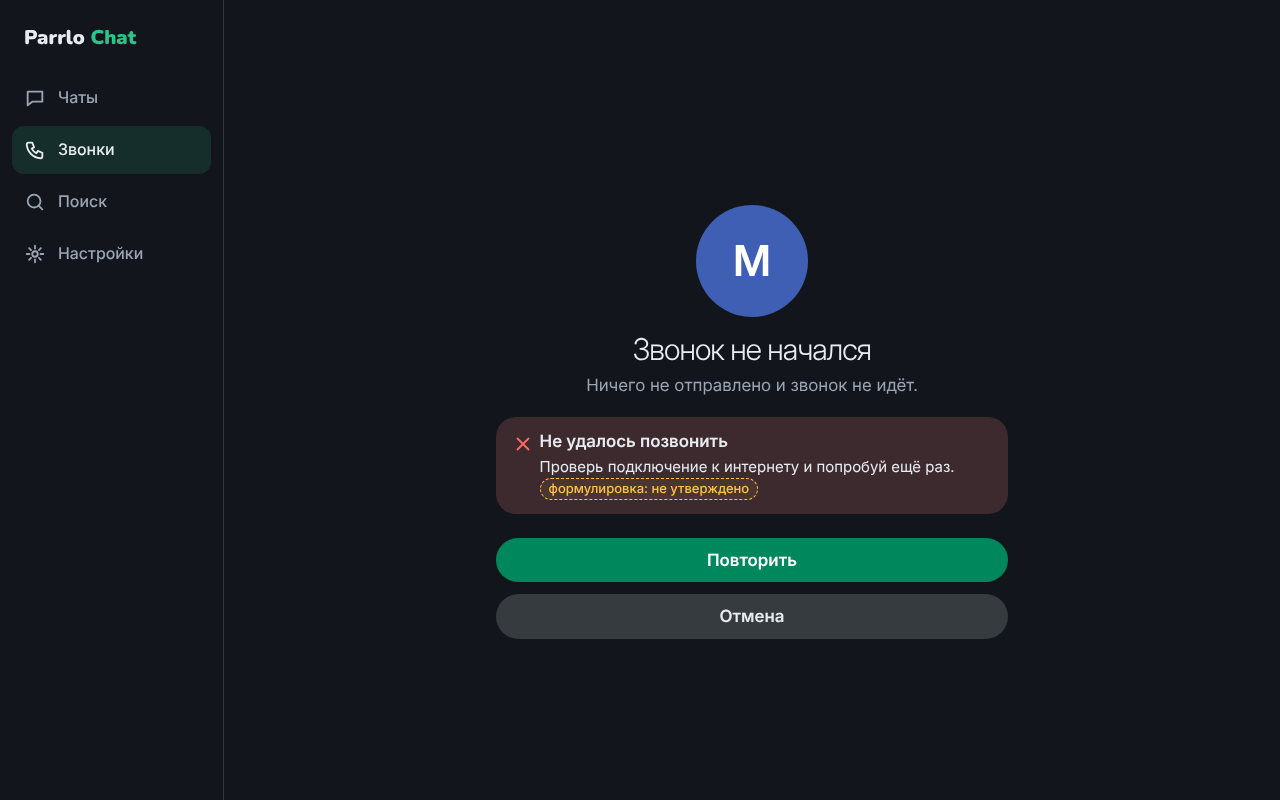 Parrlo Chat
Чаты
Звонки
Поиск
Настройки
М
Звонок не начался
Ничего не отправлено и звонок не идёт.
Не удалось позвонить
Проверь подключение к интернету и попробуй ещё раз.
формулировка: не утверждено
Повторить
Отмена